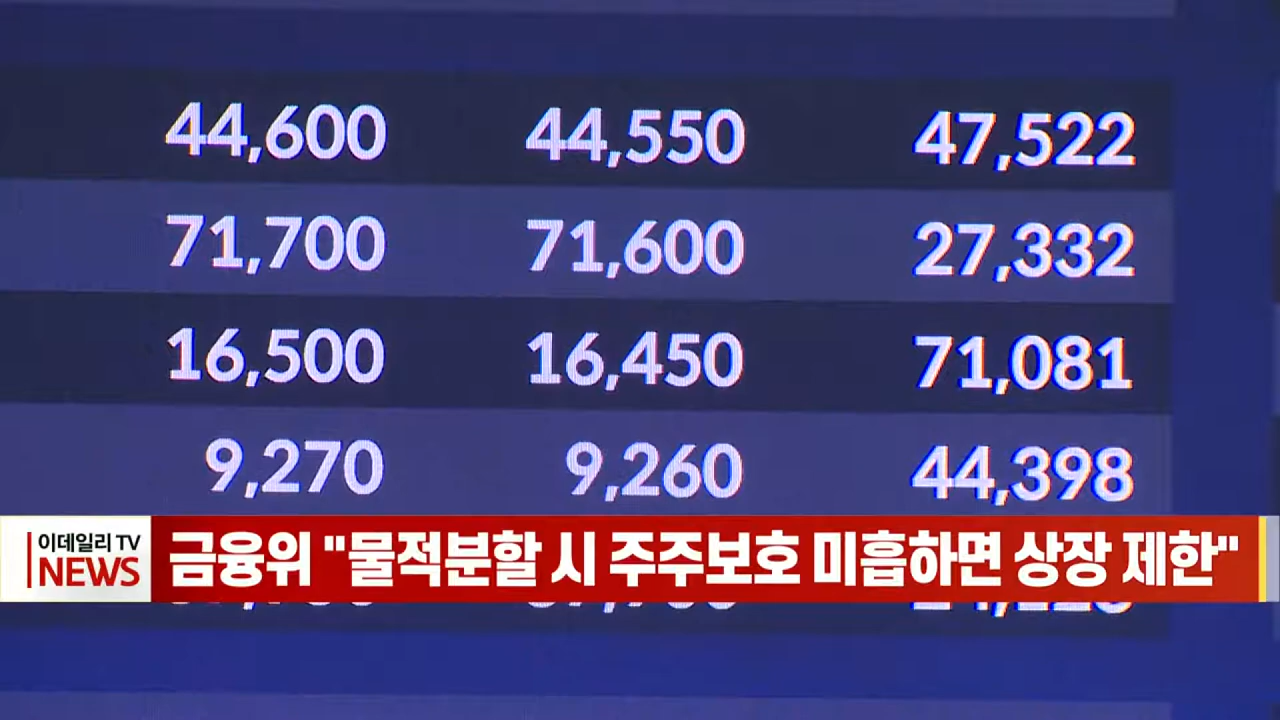 44,600 44,550 47,522
71,700 71,600 27,332
16,500 16,450 71,081
9,270 9,260 44,398
이데일리 TV
NEWS
금융위 "물적분할 시 주주보호 미흡하면 상장 제한"